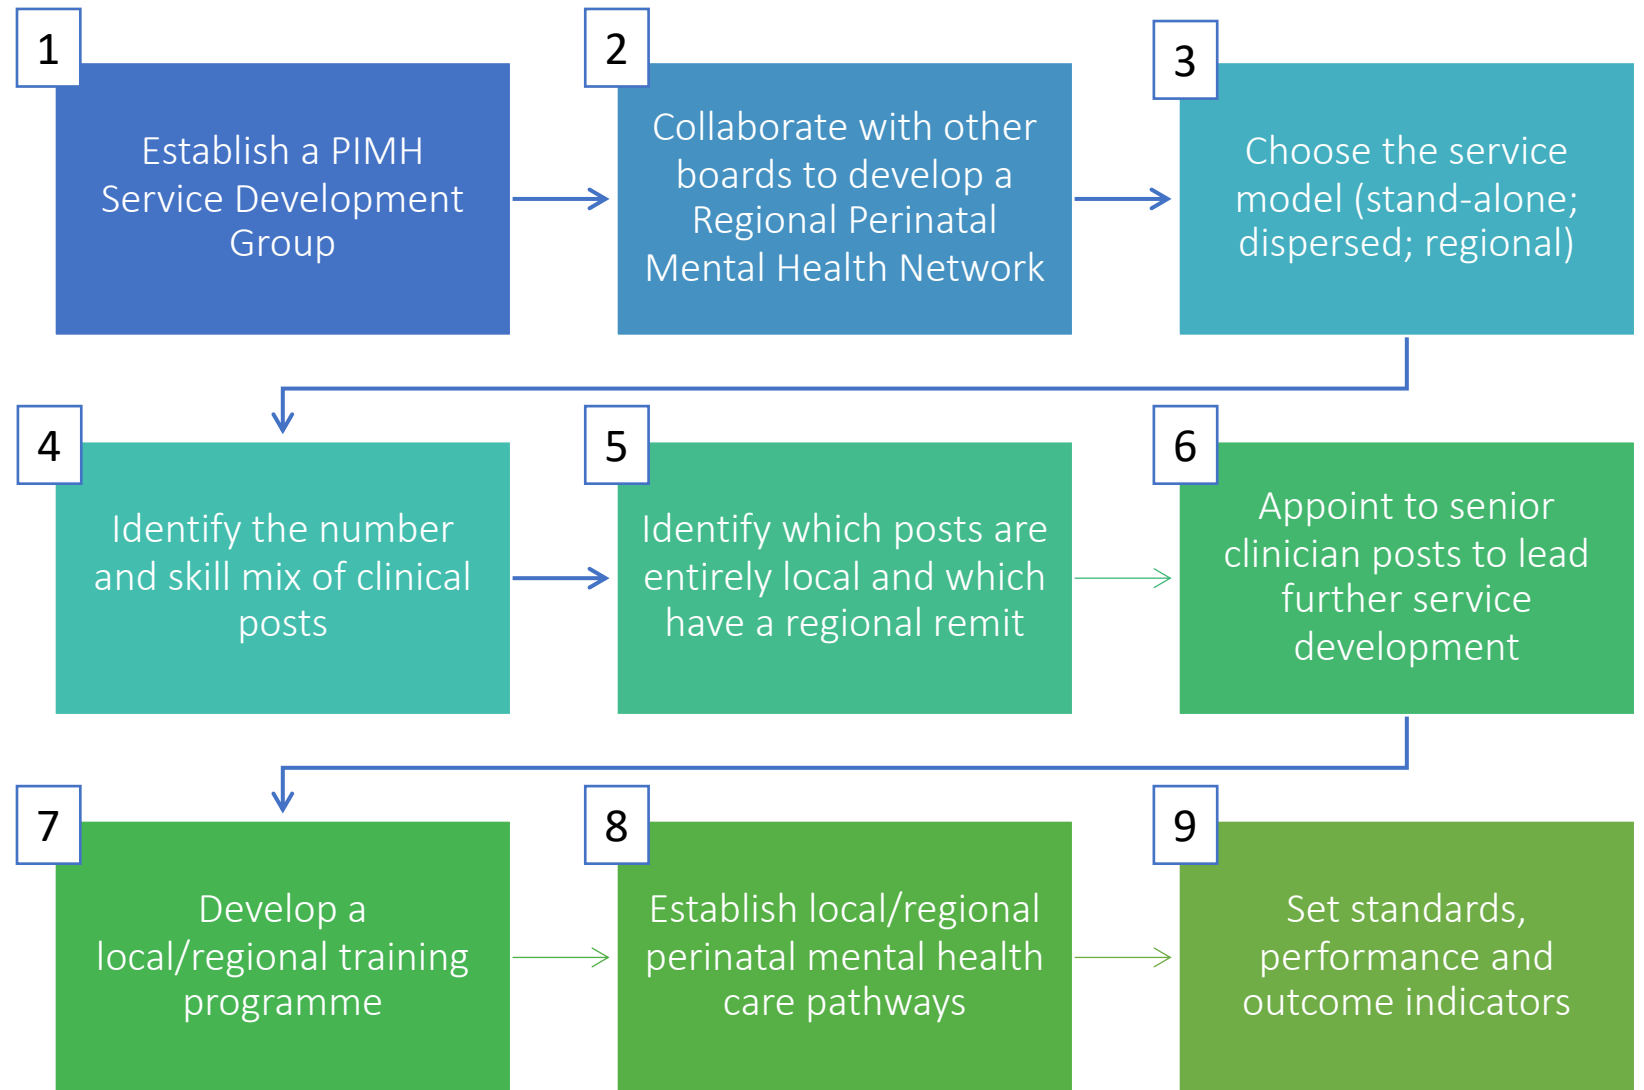 1
Establish a PIMH
Service Development
Group
2
Collaborate with other
boards to develop a
Regional Perinatal
Mental Health Network
3
Choose the service
model (stand-alone;
dispersed; regional)
4
Identify the number
and skill mix of clinical
posts
5
Identify which posts are
entirely local and which
have a regional remit
6
Appoint to senior
clinician posts to lead
further service
development
7
Develop a
local/regional training
programme
8
Establish local/regional
perinatal mental health
care pathways
9
Set standards,
performance and
outcome indicators